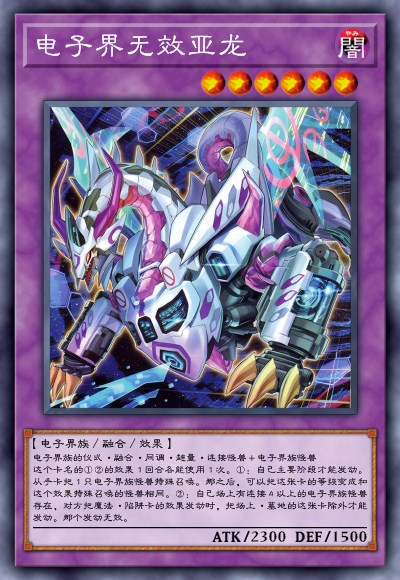 电子界无效亚龙
やみ
闇
【电子界族/融合/效果】
电子界族的仪式·融合·同调·超量·连接怪兽+电子界族怪兽
这个卡名的①②的效果1回合各能使用1次。①：自己主要阶段才能发动。
从手卡把1只电子界族怪兽特殊召唤。那之后，可以把这张卡的等级变成和
这个效果特殊召唤的怪兽相同。②：自己场上有连接4以上的电子界族怪兽
存在，对方把魔法·陷阱卡的效果发动时，把场上·墓地的这张卡除外才能
发动。那个发动无效。
ATK/2300 DEF/1500